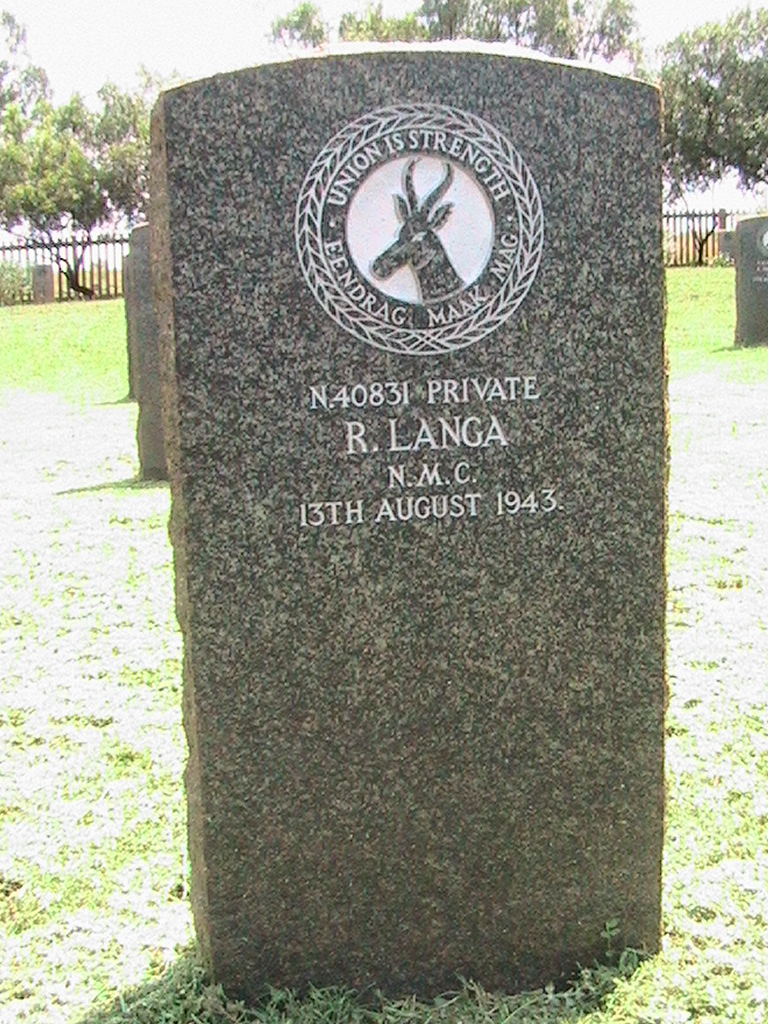 UNION IS STRENGTH
EENDRAG MAAK MAG
N.40831 PRIVATE
R. LANGA
N.M.C.
13TH AUGUST 1943.